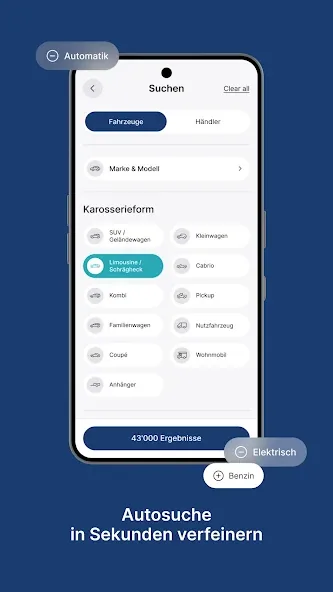 Automatik
Suchen
Clear all
Fahrzeuge
Händler
Marke & Modell
Karosserieform
SUV /
Geländewagen
Kleinwagen
Limousine /
Schrägheck
Cabrio
Kombi
Pickup
Familienwagen
Nutzfahrzeug
Coupé
Wohnmobil
Anhänger
43'000 Ergebnisse
Elektrisch
Benzin
Autosuche
in Sekunden verfeinern